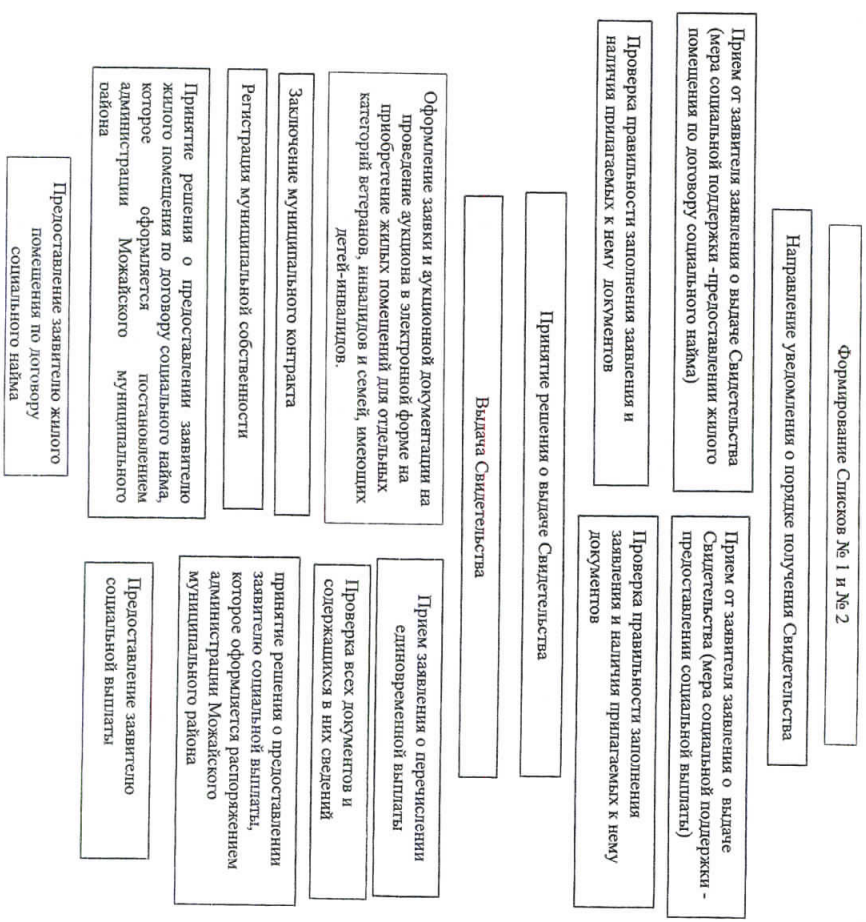 Формирование Списков № 1 и № 2
Направление уведомления о порядке получения Свидетельства
Прием от заявителя заявления о выдаче Свидетельства
(мера социальной поддержки -предоставлении жилого
помещения по договору социального найма)
Прием от заявителя заявления о выдаче
Свидетельства (мера социальной поддержки -
предоставлении социальной выплаты)
Проверка правильности заполнения заявления и
наличия прилагаемых к нему документов
Проверка правильности заполнения
заявления и наличия прилагаемых к нему
документов
Принятие решения о выдаче Свидетельства
Выдача Свидетельства
Оформление заявки и аукционной документации на
проведение аукциона в электронной форме на
приобретение жилых помещений для отдельных
категорий ветеранов, инвалидов и семей, имеющих
детей-инвалидов.
Заключение муниципального контракта
Регистрация муниципальной собственности
Принятие решения о предоставлении заявителю
жилого помещения по договору социального найма,
которое оформляется постановлением
администрации Можайского муниципального
района
Предоставление заявителю жилого
помещения по договору
социального найма
Прием заявления о перечислении
единовременной выплаты
Проверка всех документов и
содержащихся в них сведений
принятие решения о предоставлении
заявителю социальной выплаты,
которое оформляется распоряжением
администрации Можайского
муниципального района
Предоставление заявителю
социальной выплаты